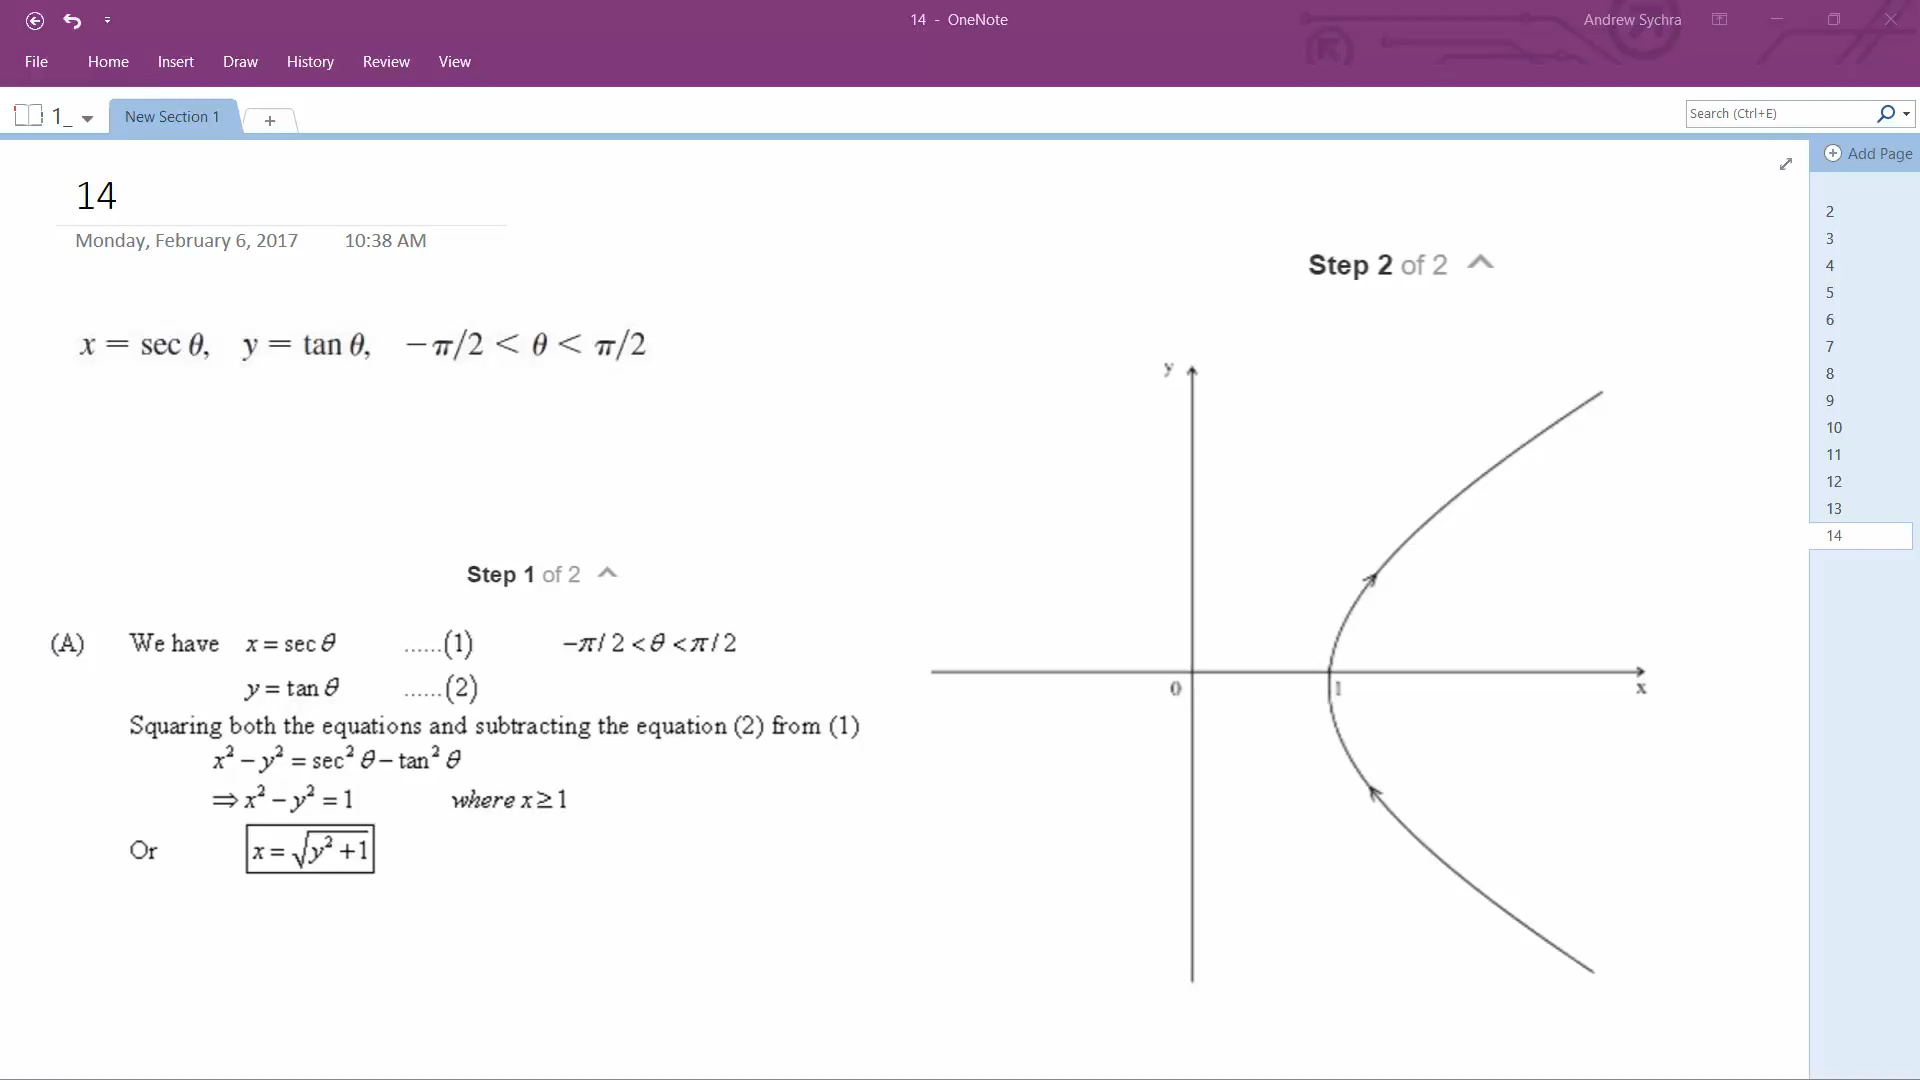 14 - OneNote
Andrew Sychra
File Home Insert Draw History Review View
1_ New Section 1 +
Search (Ctrl+E)
Add Page
14
Monday, February 6, 2017 10:38 AM
x = sec θ, y = tan θ, −π/2 < θ < π/2
Step 1 of 2
(A) We have x = sec θ ......(1) −π/2 < θ < π/2
y = tan θ ......(2)
Squaring both the equations and subtracting the equation (2) from (1)
x² − y² = sec² θ − tan² θ
⇒ x² − y² = 1 where x ≥ 1
Or x = √(y² + 1)
Step 2 of 2
y
0 1 x
2
3
4
5
6
7
8
9
10
11
12
13
14